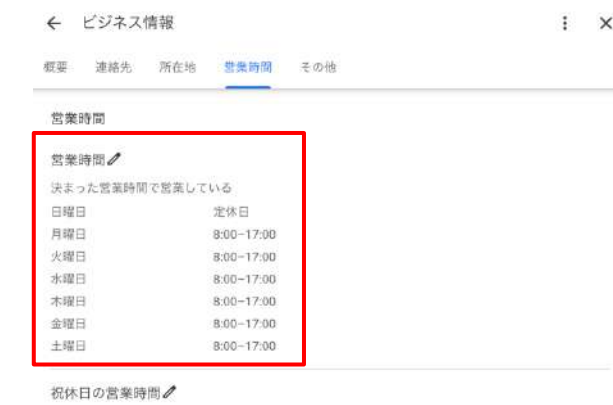 ビジネス情報
概要 連絡先 所在地 営業時間 その他
営業時間
営業時間
決まった営業時間で営業している
日曜日 定休日
月曜日 8:00–17:00
火曜日 8:00–17:00
水曜日 8:00–17:00
木曜日 8:00–17:00
金曜日 8:00–17:00
土曜日 8:00–17:00
祝休日の営業時間